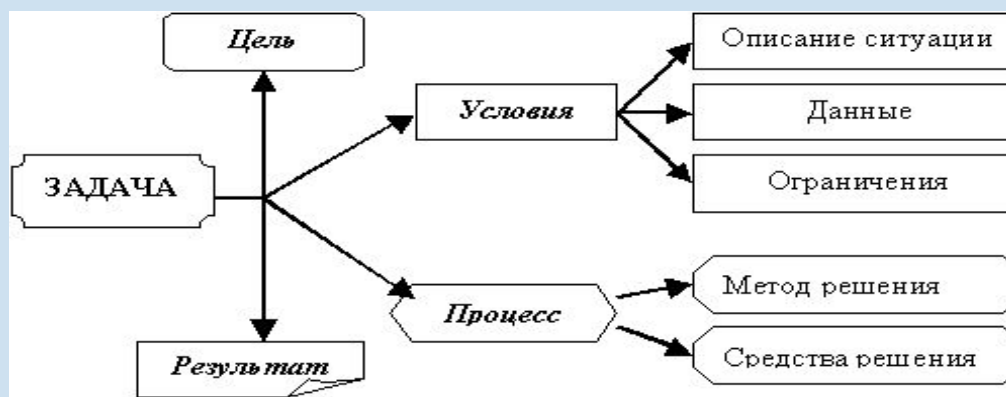 Цель
Описание ситуации
Условия
Данные
ЗАДАЧА
Ограничения
Процесс
Метод решения
Результат
Средства решения